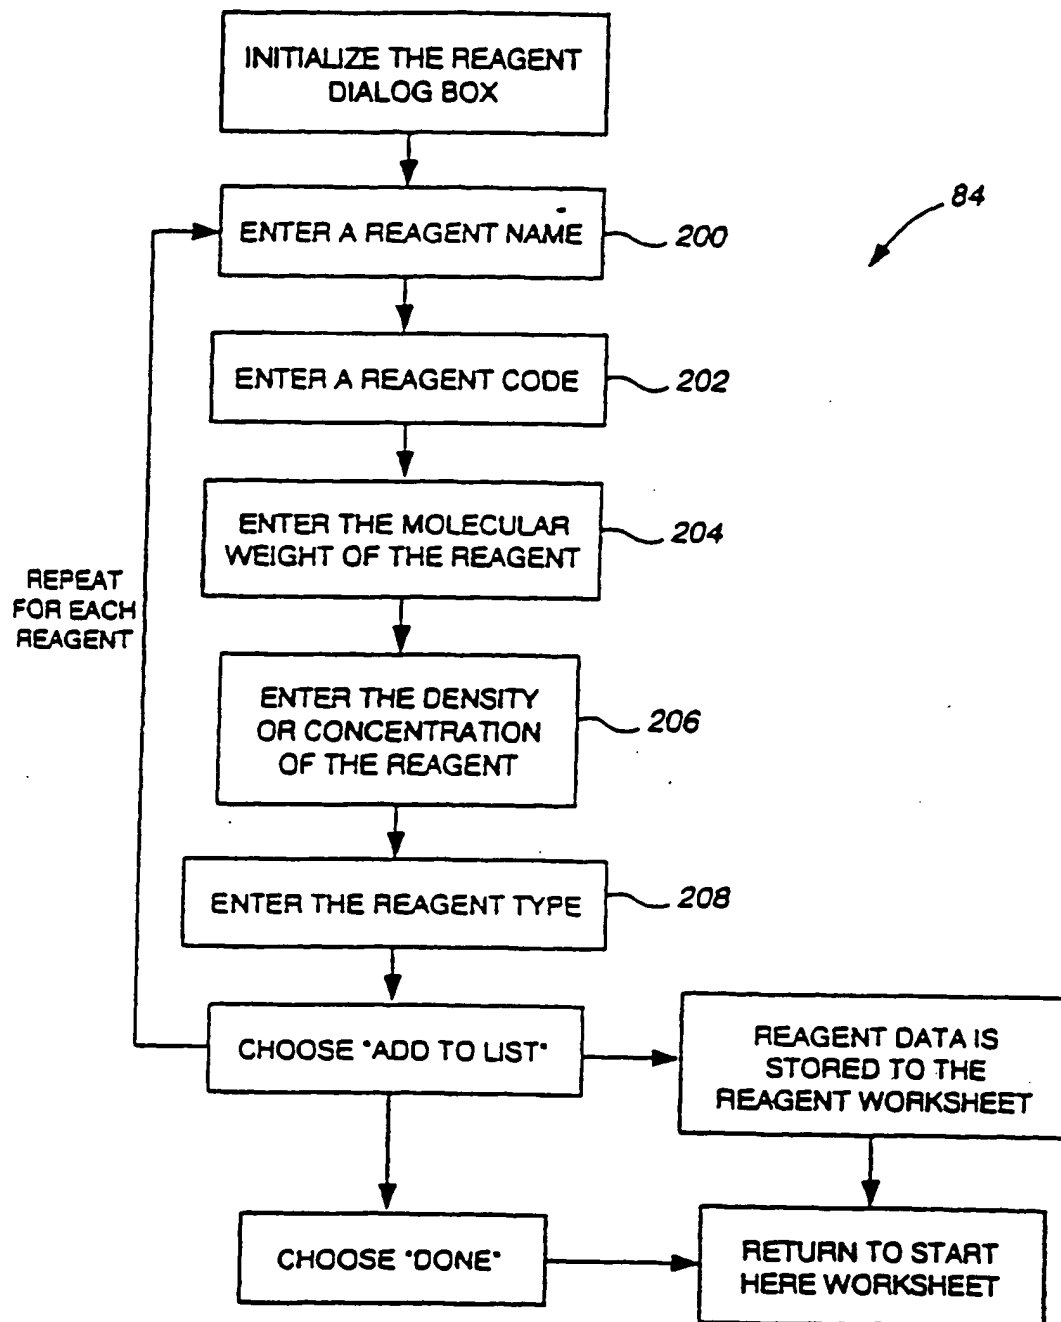 INITIALIZE THE REAGENT
DIALOG BOX
84
ENTER A REAGENT NAME
200
ENTER A REAGENT CODE
202
ENTER THE MOLECULAR
WEIGHT OF THE REAGENT
204
REPEAT
FOR EACH
REAGENT
ENTER THE DENSITY
OR CONCENTRATION
OF THE REAGENT
206
ENTER THE REAGENT TYPE
208
CHOOSE "ADD TO LIST"
REAGENT DATA IS
STORED TO THE
REAGENT WORKSHEET
CHOOSE "DONE"
RETURN TO START
HERE WORKSHEET